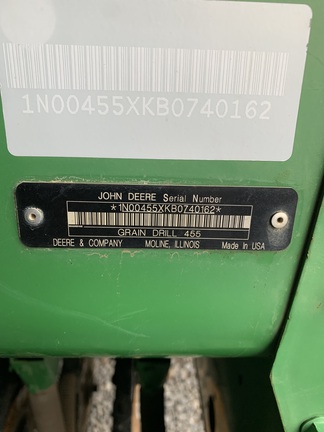 1N00455XKB0740162
JOHN DEERE Serial Number
*1N00455XKB0740162*
GRAIN DRILL 455
DEERE & COMPANY MOLINE, ILLINOIS Made in USA